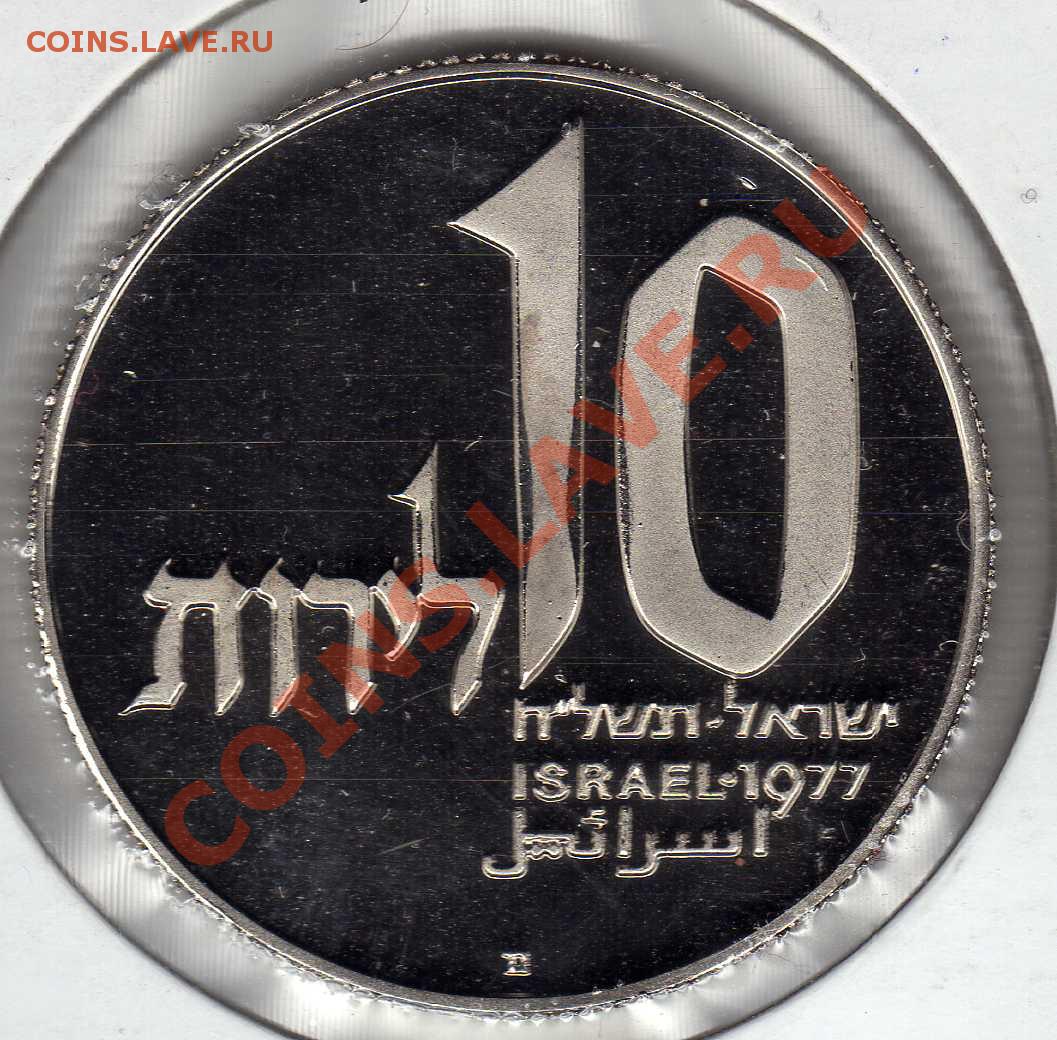 COINS.LAVE.RU
10
לירות
ישראל-תשל"ח
ISRAEL•1977
اسرائيل
מ
COINS.LAVE.RU